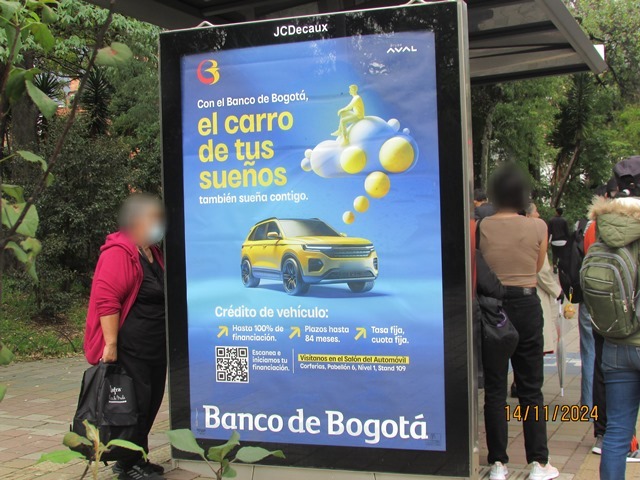 JCDecaux
AVAL
Con el Banco de Bogotá,
el carro
de tus
sueños
también sueña contigo.
Crédito de vehículo:
Hasta 100% de
financiación.
Plazos hasta
84 meses.
Tasa fija,
cuota fija.
Escanea e
iniciemos tu
financiación.
Visítanos en el Salón del Automóvil
Corferias, Pabellón 6, Nivel 1, Stand 109
Banco de Bogotá
14/11/2024